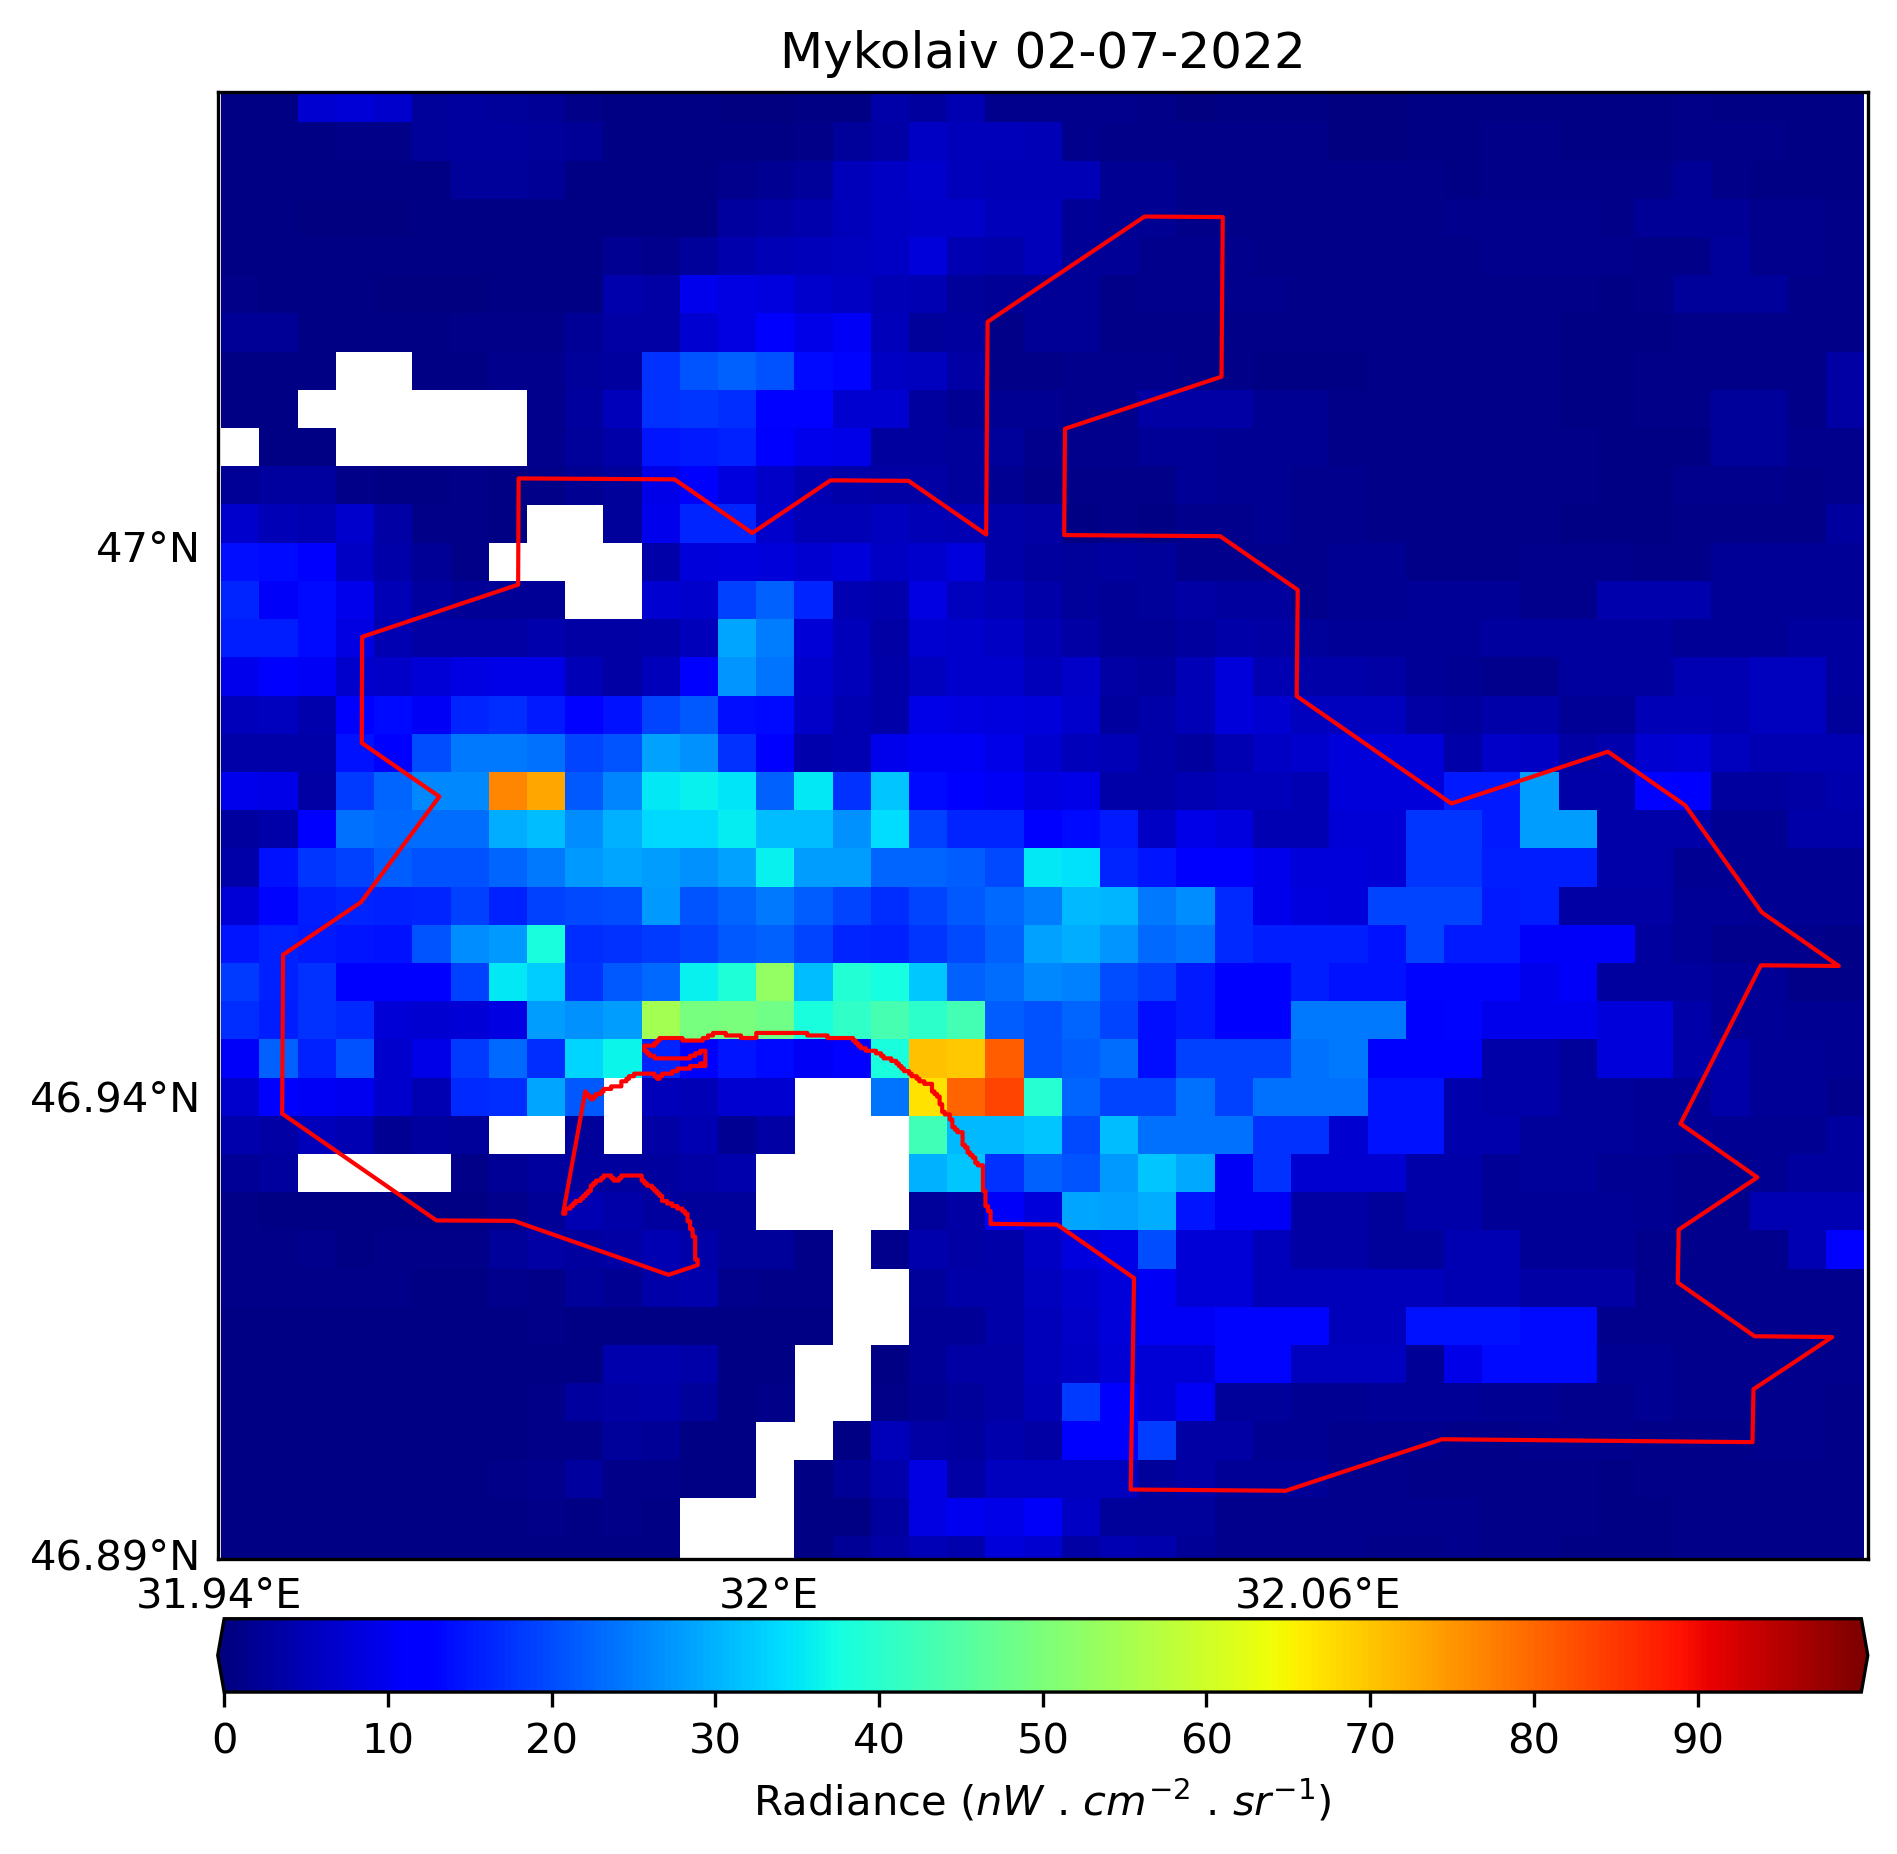 Mykolaiv 02-07-2022
47°N
46.94°N
46.89°N
31.94°E 32°E 32.06°E
0 10 20 30 40 50 60 70 80 90
Radiance (nW . cm⁻² . sr⁻¹)